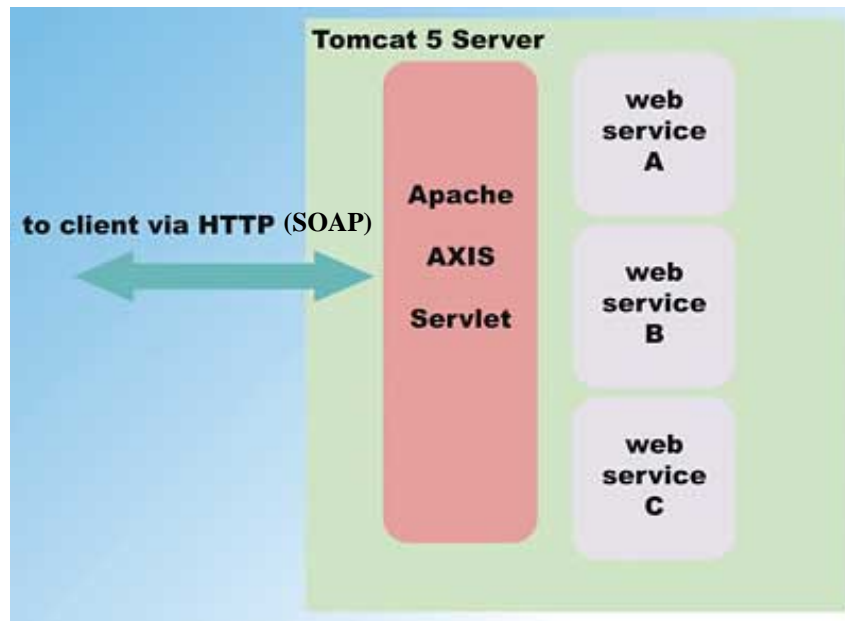 Tomcat 5 Server
to client via HTTP (SOAP)
Apache
AXIS
Servlet
web
service
A
web
service
B
web
service
C